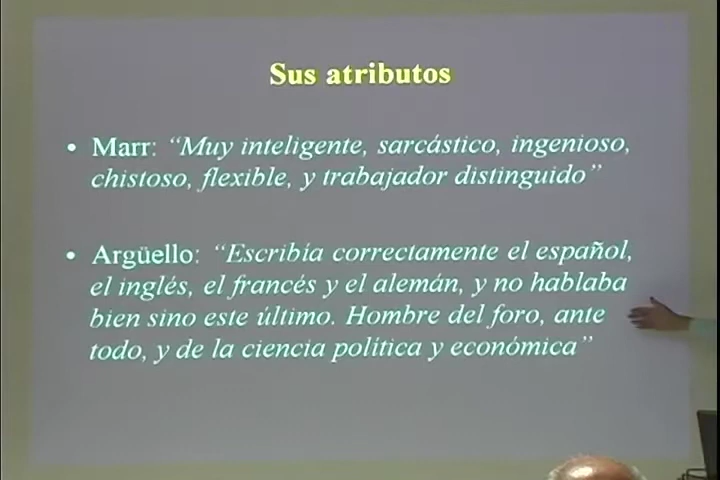 Sus atributos
• Marr: “Muy inteligente, sarcástico, ingenioso,
chistoso, flexible, y trabajador distinguido”
• Argüello: “Escribía correctamente el español,
el inglés, el francés y el alemán, y no hablaba
bien sino este último. Hombre del foro, ante
todo, y de la ciencia política y económica”